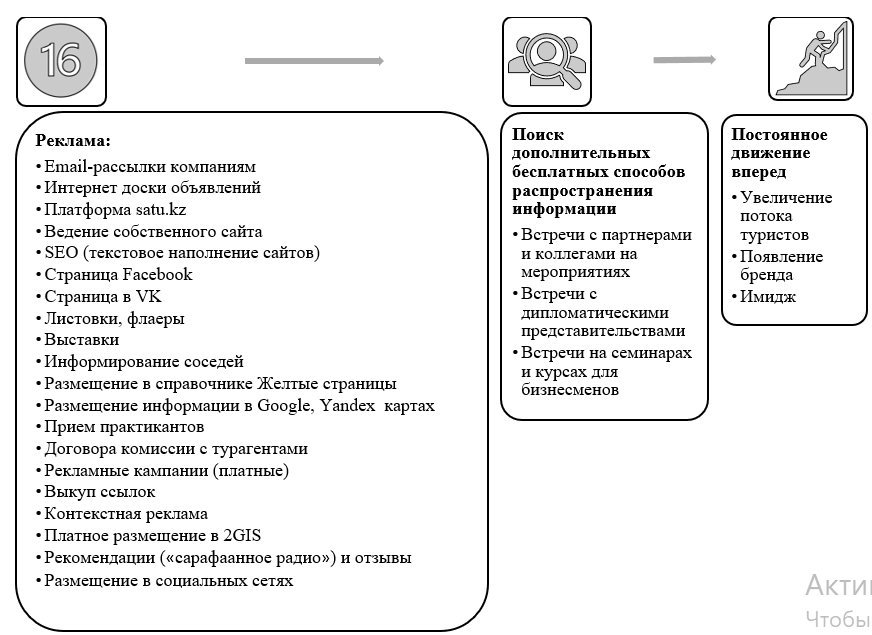 16
Реклама:
• Email-рассылки компаниям
• Интернет доски объявлений
• Платформа satu.kz
• Ведение собственного сайта
• SEO (текстовое наполнение сайтов)
• Страница Facebook
• Страница в VK
• Листовки, флаеры
• Выставки
• Информирование соседей
• Размещение в справочнике Желтые страницы
• Размещение информации в Google, Yandex картах
• Прием практикантов
• Договора комиссии с турагентами
• Рекламные кампании (платные)
• Выкуп ссылок
• Контекстная реклама
• Платное размещение в 2GIS
• Рекомендации («сарафаанное радио») и отзывы
• Размещение в социальных сетях
Поиск
дополнительных
бесплатных способов
распространения
информации
• Встречи с партнерами
и коллегами на
мероприятиях
• Встречи с
дипломатическими
представительствами
• Встречи на семинарах
и курсах для
бизнесменов
Постоянное
движение
вперед
• Увеличение
потока
туристов
• Появление
бренда
• Имидж
Чтобы